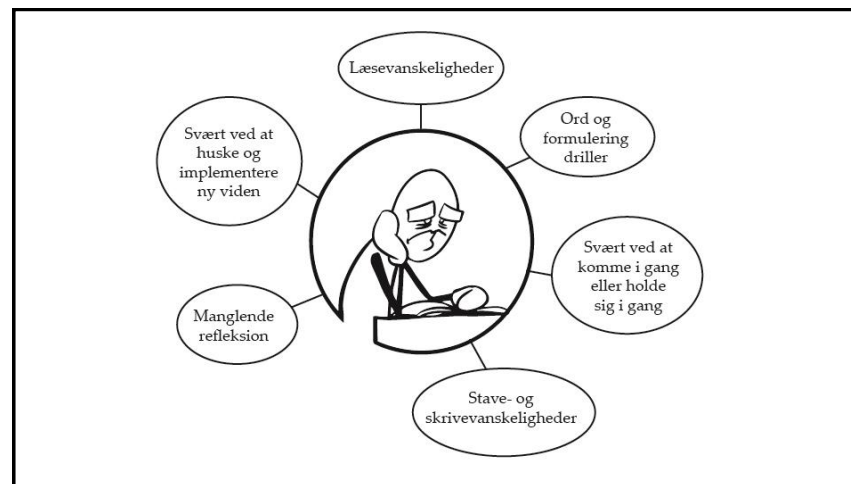 Læsevanskeligheder
Ord og
formulering
driller
Svært ved at
komme i gang
eller holde
sig i gang
Stave- og
skrivevanskeligheder
Manglende
refleksion
Svært ved at
huske og
implementere
ny viden